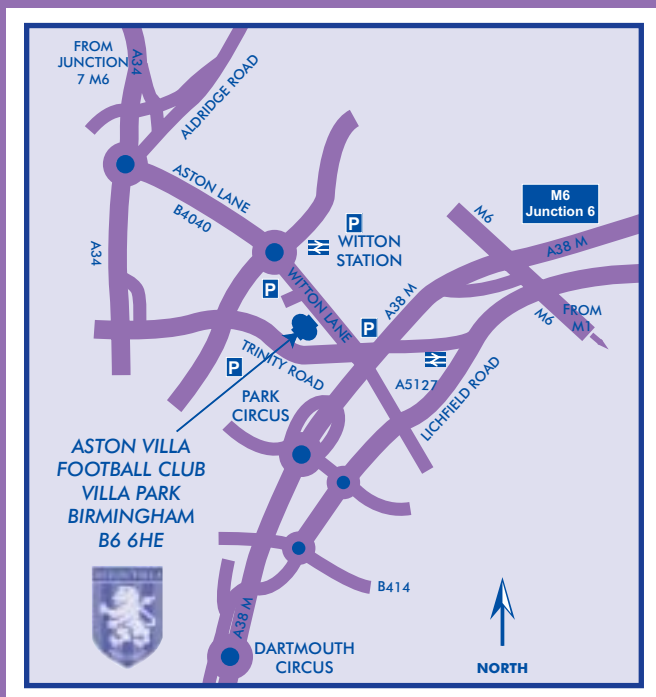 FROM
JUNCTION
7 M6
A34
ALDRIDGE ROAD
ASTON LANE
B4040
A34
P
WITTON
STATION
M6
Junction 6
M6
A38 M
P
WITTON LANE
A38 M
P
M6
FROM
M1
TRINITY ROAD
P
A5127
LICHFIELD ROAD
PARK
CIRCUS
ASTON VILLA
FOOTBALL CLUB
VILLA PARK
BIRMINGHAM
B6 6HE
ASTON VILLA
B414
A38 M
DARTMOUTH
CIRCUS
NORTH